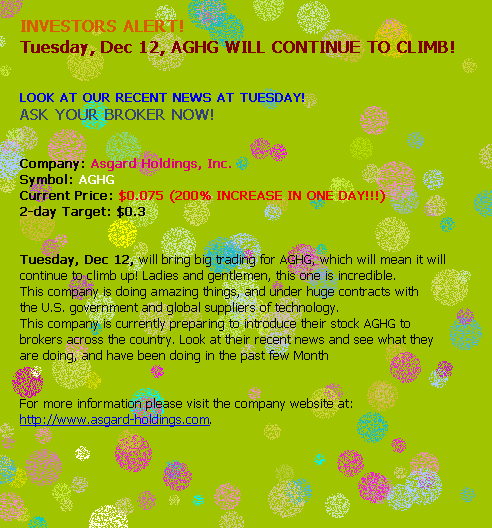 INVESTORS ALERT!
Tuesday, Dec 12, AGHG WILL CONTINUE TO CLIMB!
LOOK AT OUR RECENT NEWS AT TUESDAY!
ASK YOUR BROKER NOW!
Company: Asgard Holdings, Inc.
Symbol: AGHG
Current Price: $0.075 (200% INCREASE IN ONE DAY!!!)
2-day Target: $0.3
Tuesday, Dec 12, will bring big trading for AGHG, which will mean it will
continue to climb up! Ladies and gentlemen, this one is incredible.
This company is doing amazing things, and under huge contracts with
the U.S. government and global suppliers of technology.
This company is currently preparing to introduce their stock AGHG to
brokers across the country. Look at their recent news and see what they
are doing, and have been doing in the past few Month
For more information please visit the company website at:
http://www.asgard-holdings.com.